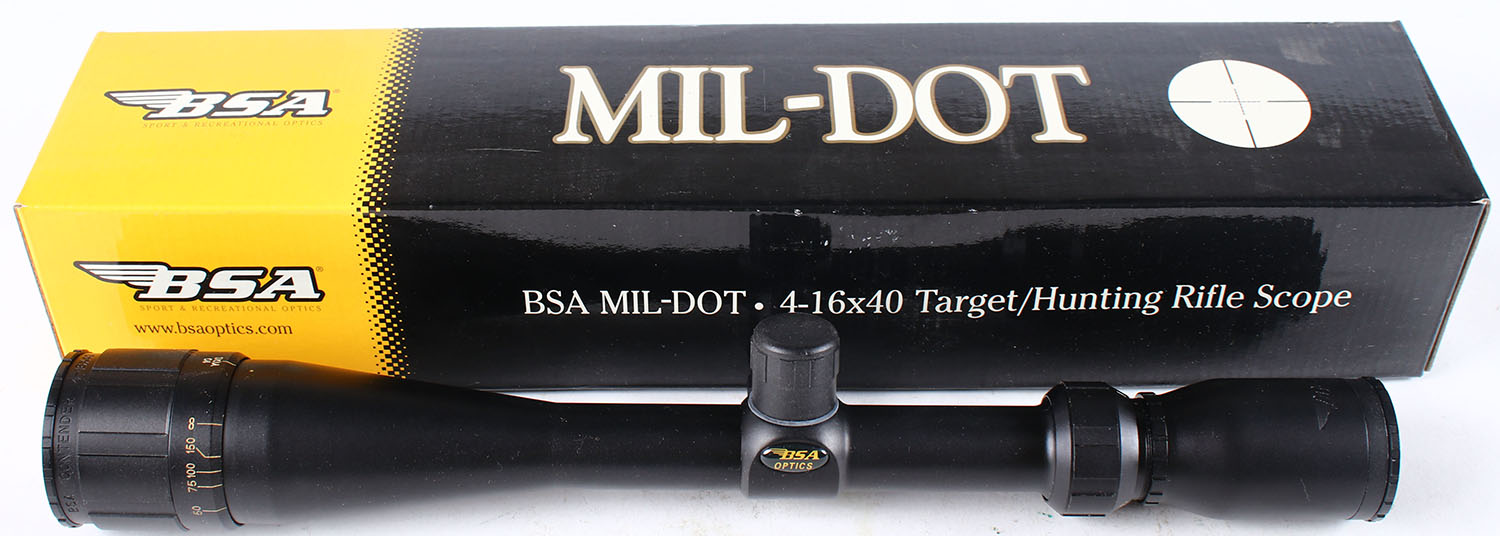 BSA
SPORT & RECREATIONAL OPTICS
MIL-DOT
BSA®
SPORT & RECREATIONAL OPTICS
www.bsaoptics.com
BSA MIL-DOT • 4-16x40 Target/Hunting Rifle Scope
BSA CONTENDER
∞
150
100
75
50
BSA
OPTICS